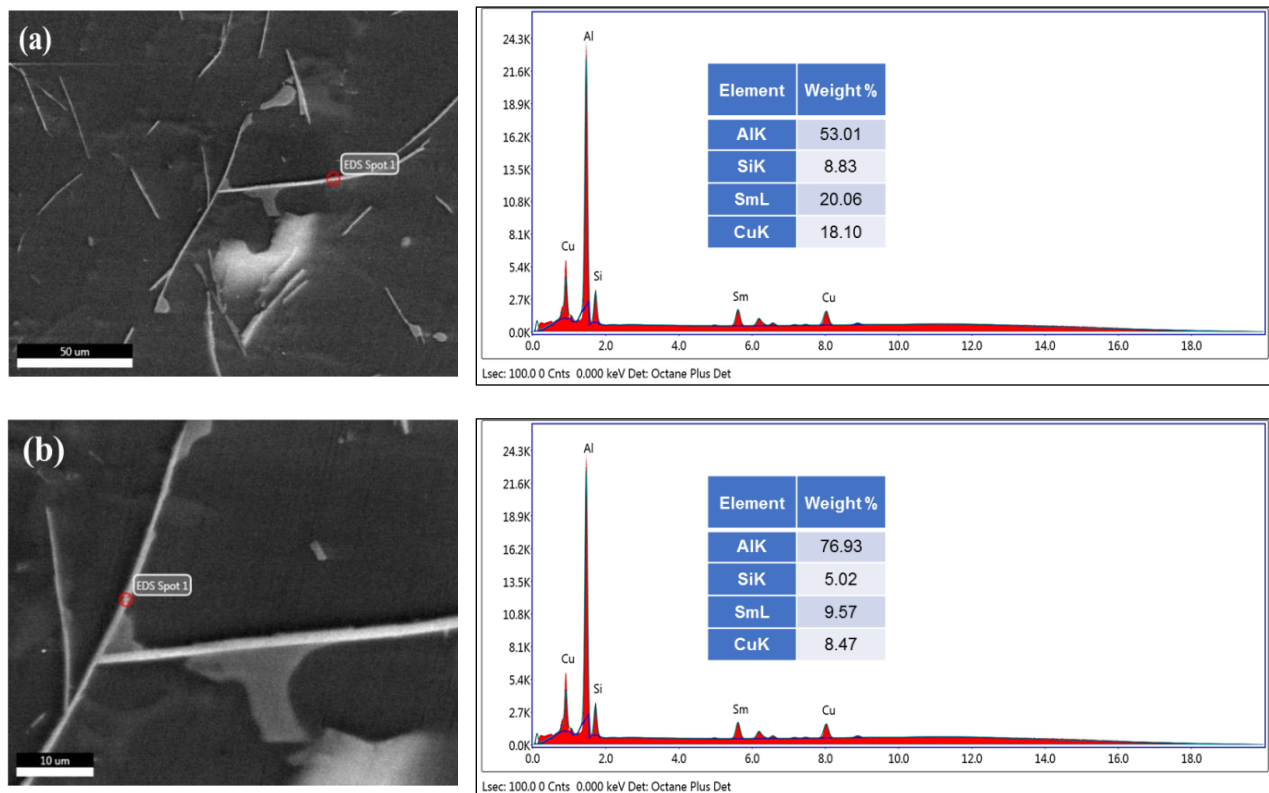 (a)
EDS Spot 1
50 um
24.3K
21.6K
18.9K
16.2K
13.5K
10.8K
8.1K
5.4K
2.7K
0.0K
Al
Cu
Si
Sm
Cu
Element Weight %
AlK 53.01
SiK 8.83
SmL 20.06
CuK 18.10
0.0 2.0 4.0 6.0 8.0 10.0 12.0 14.0 16.0 18.0
Lsec: 100.0 0 Cnts 0.000 keV Det: Octane Plus Det
(b)
EDS Spot 1
10 um
24.3K
21.6K
18.9K
16.2K
13.5K
10.8K
8.1K
5.4K
2.7K
0.0K
Al
Cu
Si
Sm
Cu
Element Weight %
AlK 76.93
SiK 5.02
SmL 9.57
CuK 8.47
0.0 2.0 4.0 6.0 8.0 10.0 12.0 14.0 16.0 18.0
Lsec: 100.0 0 Cnts 0.000 keV Det: Octane Plus Det